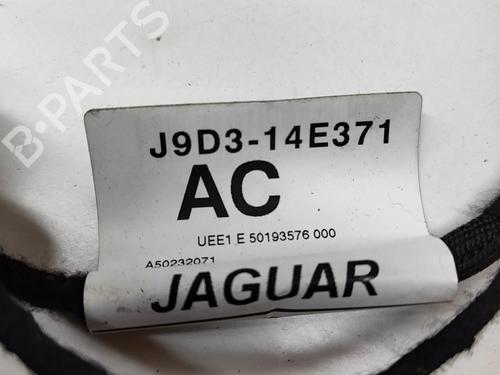 B-Parts
J9D3-14E371
AC
UEE1 E 50193576 000
A50232071
JAGUAR